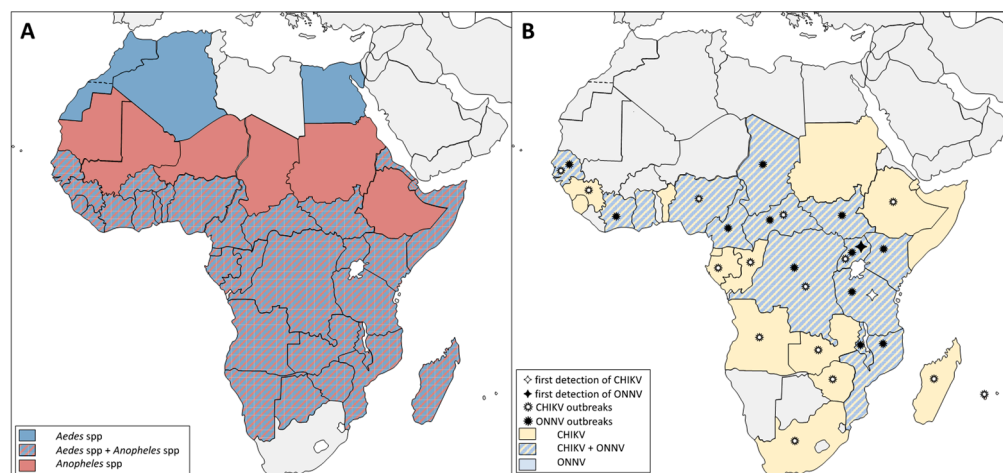 A
Aedes spp
Aedes spp + Anopheles spp
Anopheles spp
B
first detection of CHIKV
first detection of ONNV
CHIKV outbreaks
ONNV outbreaks
CHIKV
CHIKV + ONNV
ONNV